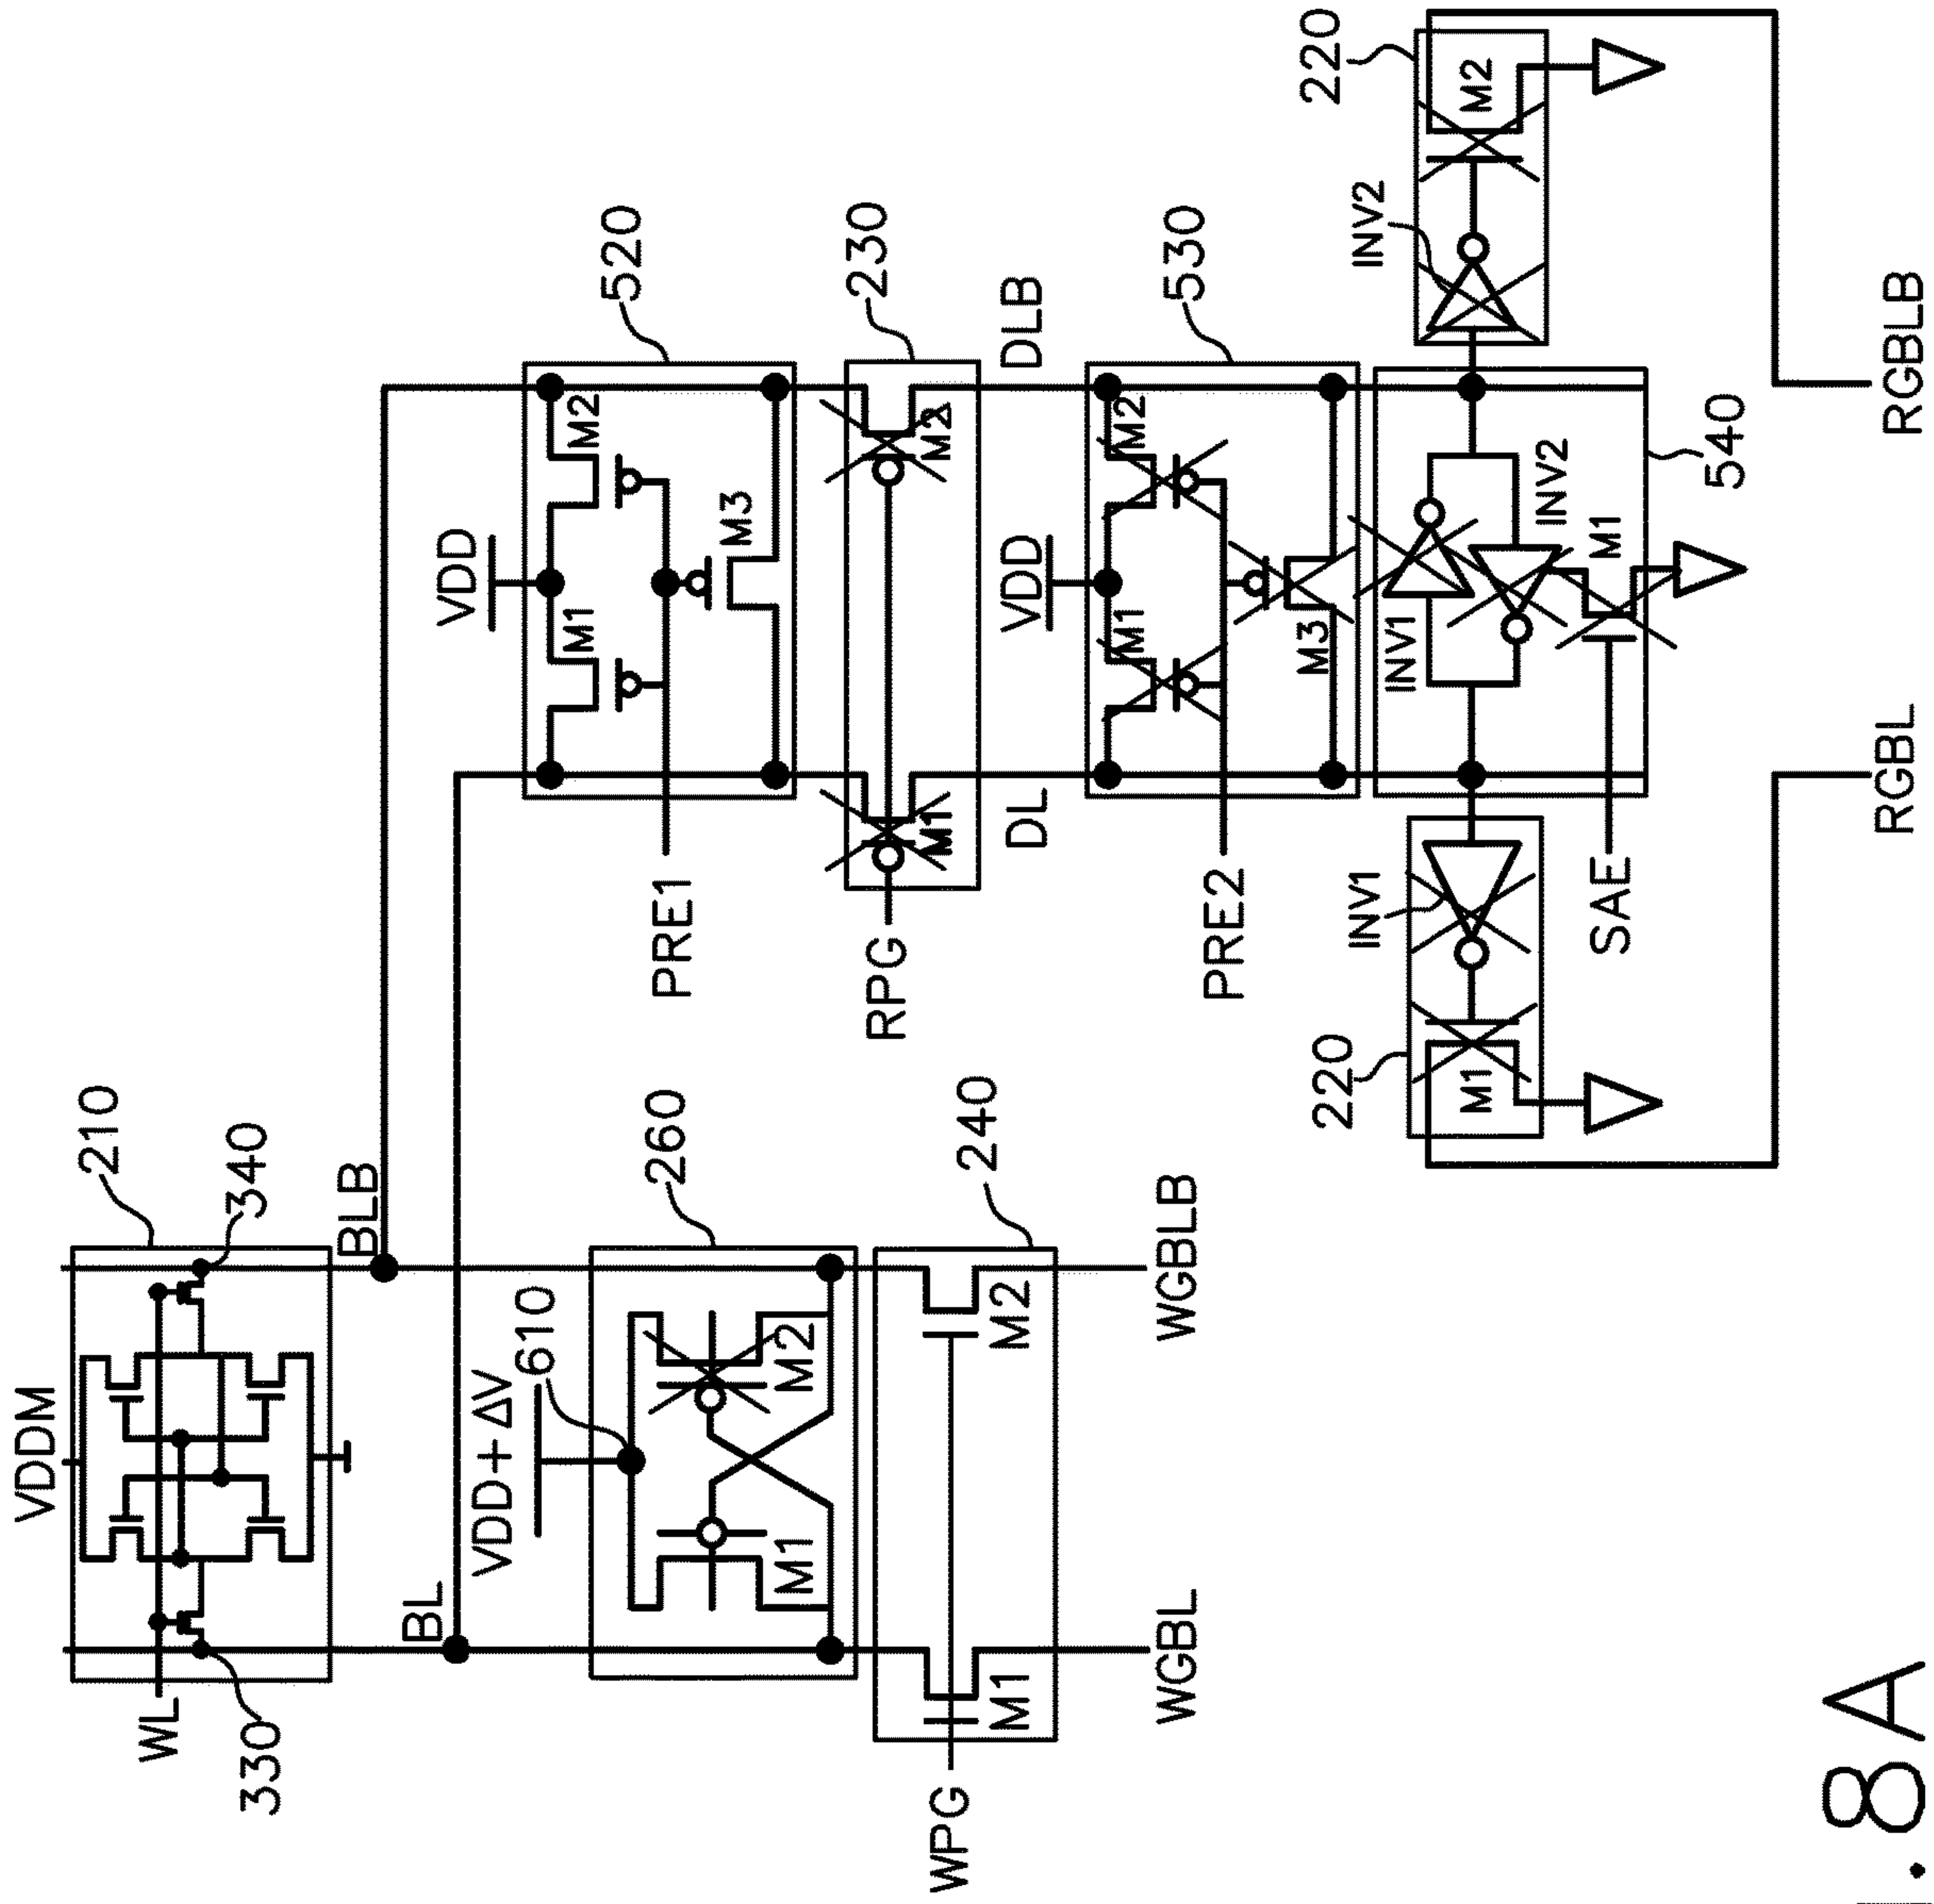 VDDM
210
WL
330
340
BL
BLB
VDD+ΔV
610
260
M1
M2
WPG
240
M1
M2
WGBL
WGBLB
VDD
520
M1
M2
M3
PRE1
230
M1
M2
RPG
DL
DLB
VDD
530
M1
M2
M3
PRE2
INV1
INV2
M1
540
SAE
220
INV1
M1
220
INV2
M2
RGBL
RGBLB
. 8A